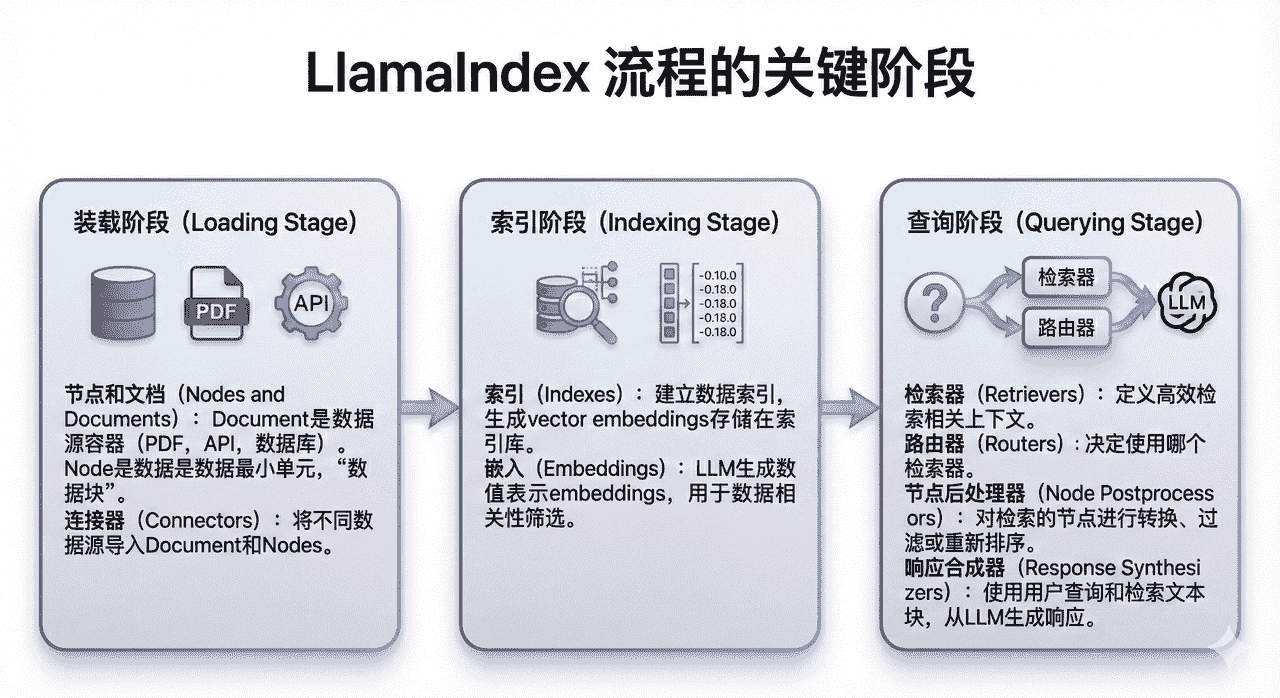 LlamaIndex 流程的关键阶段
装载阶段（Loading Stage）
PDF
API
节点和文档（Nodes and
Documents）：Document是数据
源容器（PDF，API，数据库）。
Node是数据是数据最小单元，“数
据块”。
连接器（Connectors）：将不同数
据源导入Document和Nodes。
索引阶段（Indexing Stage）
-0.10.0
-0.18.0
-0.18.0
-0.18.0
-0.18.0
索引（Indexes）：建立数据索引，
生成vector embeddings存储在索
引库。
嵌入（Embeddings）：LLM生成数
值表示embeddings，用于数据相
关性筛选。
查询阶段（Querying Stage）
?
检索器
路由器
LLM
检索器（Retrievers）：定义高效检
索相关上下文。
路由器（Routers）：决定使用哪个
检索器。
节点后处理器（Node Postprocess
ors）：对检索的节点进行转换、过
滤或重新排序。
响应合成器（Response Synthesi
zers）：使用用户查询和检索文本
块，从LLM生成响应。